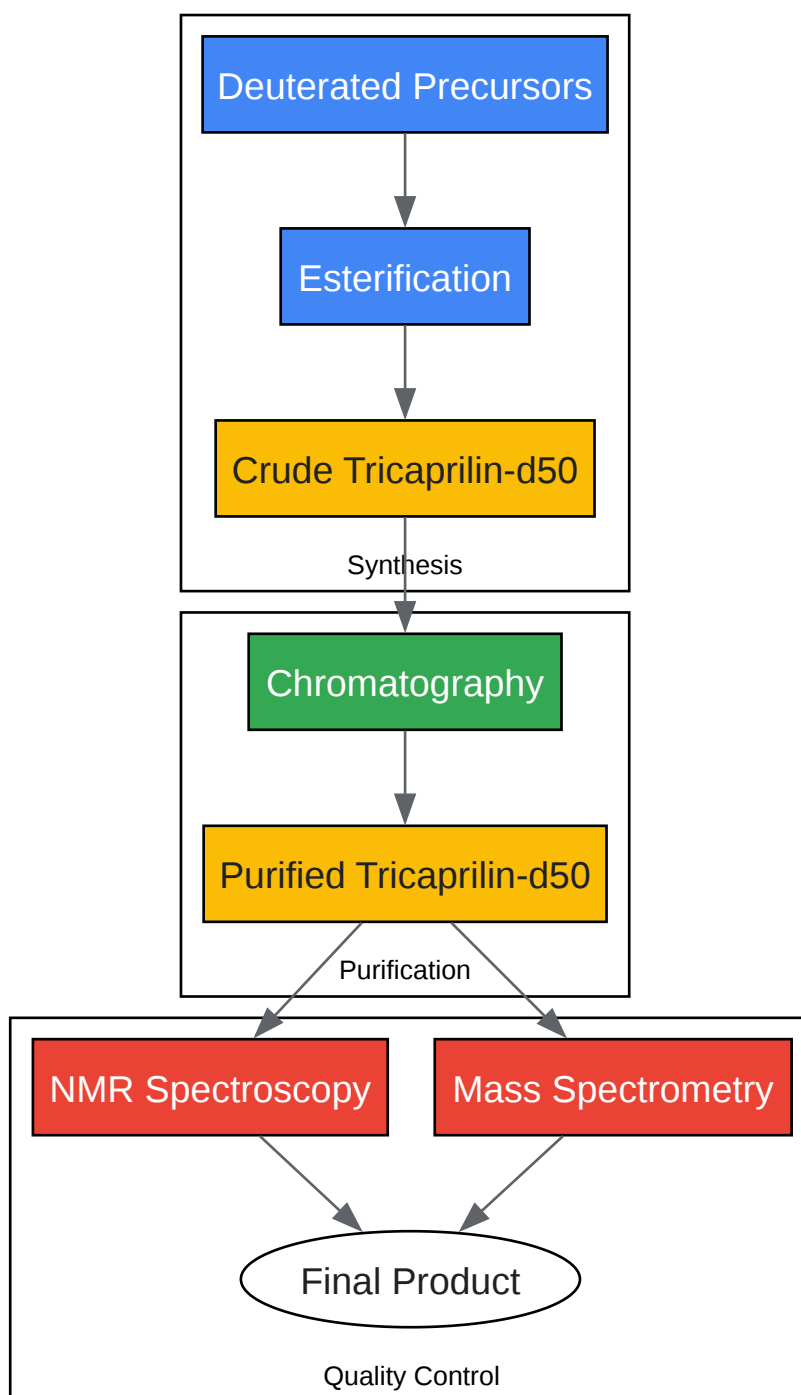 Deuterated Precursors
Esterification
Crude Tricaprilin-d50
Synthesis
Chromatography
Purified Tricaprilin-d50
Purification
NMR Spectroscopy
Mass Spectrometry
Final Product
Quality Control